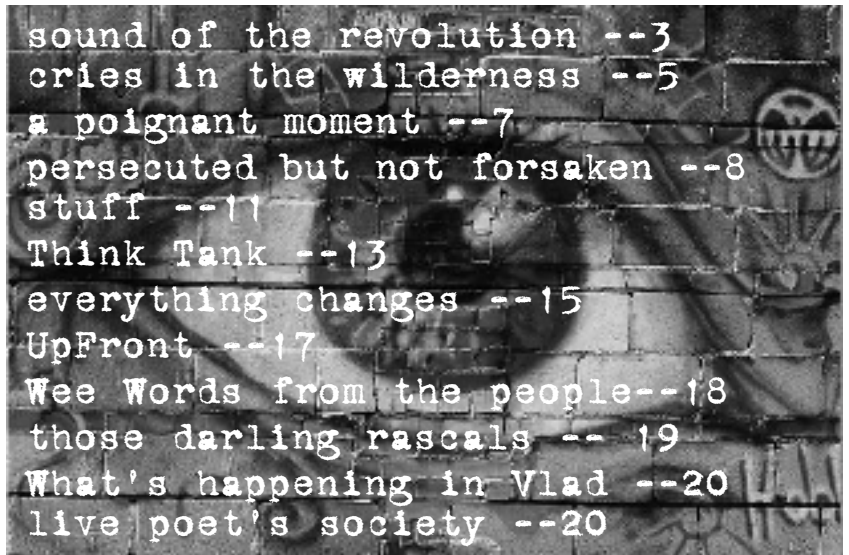 sound of the revolution --3
cries in the wilderness --5
a poignant moment --7
persecuted but not forsaken --8
stuff --11
Think Tank --13
everything changes --15
UpFront --17
Wee Words from the people--18
those darling rascals -- 19
What's happening in Vlad --20
live poet's society --20